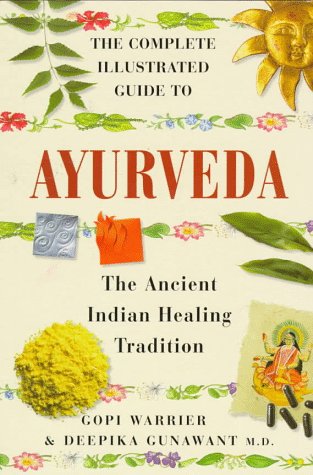 THE COMPLETE
ILLUSTRATED
GUIDE TO
AYURVEDA
The Ancient
Indian Healing
Tradition
GOPI WARRIER
& DEEPIKA GUNAWANT M.D.